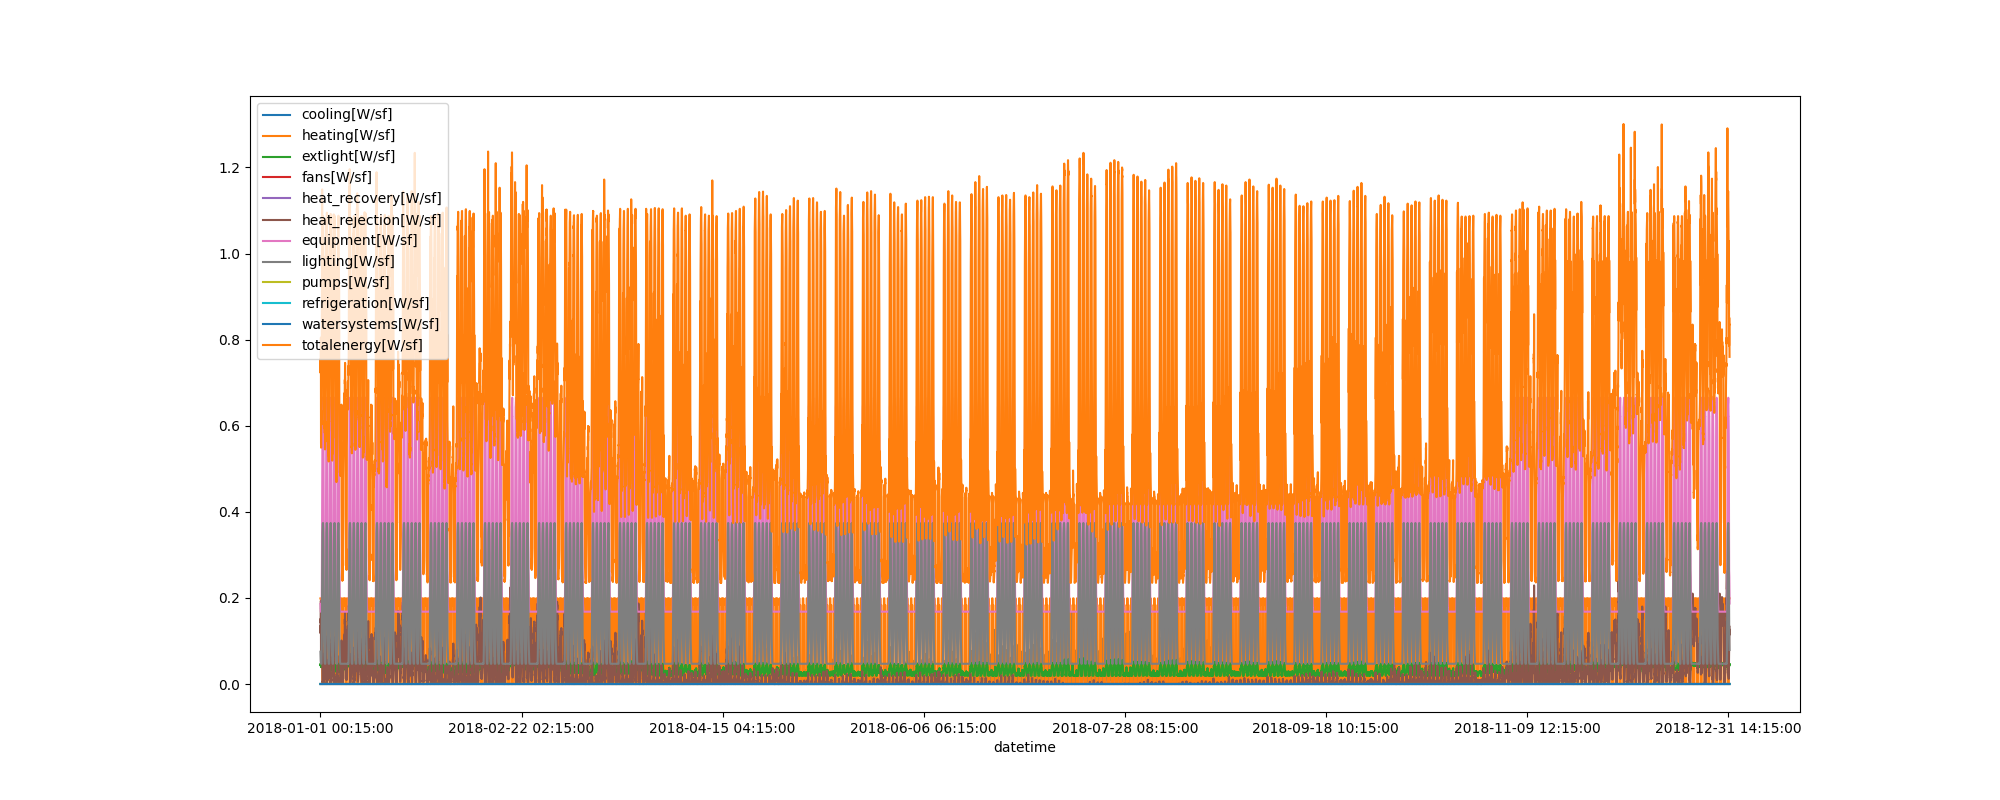 cooling[W/sf]
heating[W/sf]
extlight[W/sf]
fans[W/sf]
heat_recovery[W/sf]
heat_rejection[W/sf]
equipment[W/sf]
lighting[W/sf]
pumps[W/sf]
refrigeration[W/sf]
watersystems[W/sf]
totalenergy[W/sf]
1.2
1.0
0.8
0.6
0.4
0.2
0.0
2018-01-01 00:15:00 2018-02-22 02:15:00 2018-04-15 04:15:00 2018-06-06 06:15:00 2018-07-28 08:15:00 2018-09-18 10:15:00 2018-11-09 12:15:00 2018-12-31 14:15:00
datetime